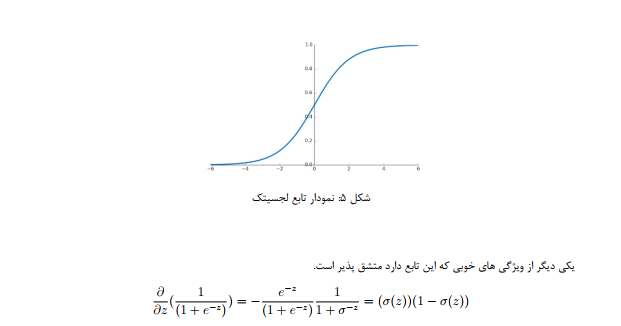 1.0
0.8
0.6
0.4
0.2
0.0
−6 −4 −2 0 2 4 6
شکل ۵: نمودار تابع لجسیتک
یکی دیگر از ویژگی های خوبی که این تابع دارد متشق پذیر است.
∂/∂z (1/(1 + e^{−z})) = − e^{−z}/(1 + e^{−z}) 1/(1 + σ^{−z}) = (σ(z))(1 − σ(z))